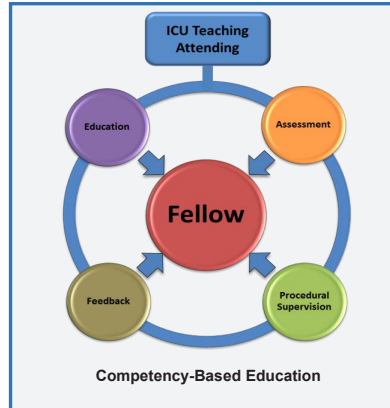 ICU Teaching
Attending
Education
Assessment
Fellow
Feedback
Procedural
Supervision
Competency-Based Education